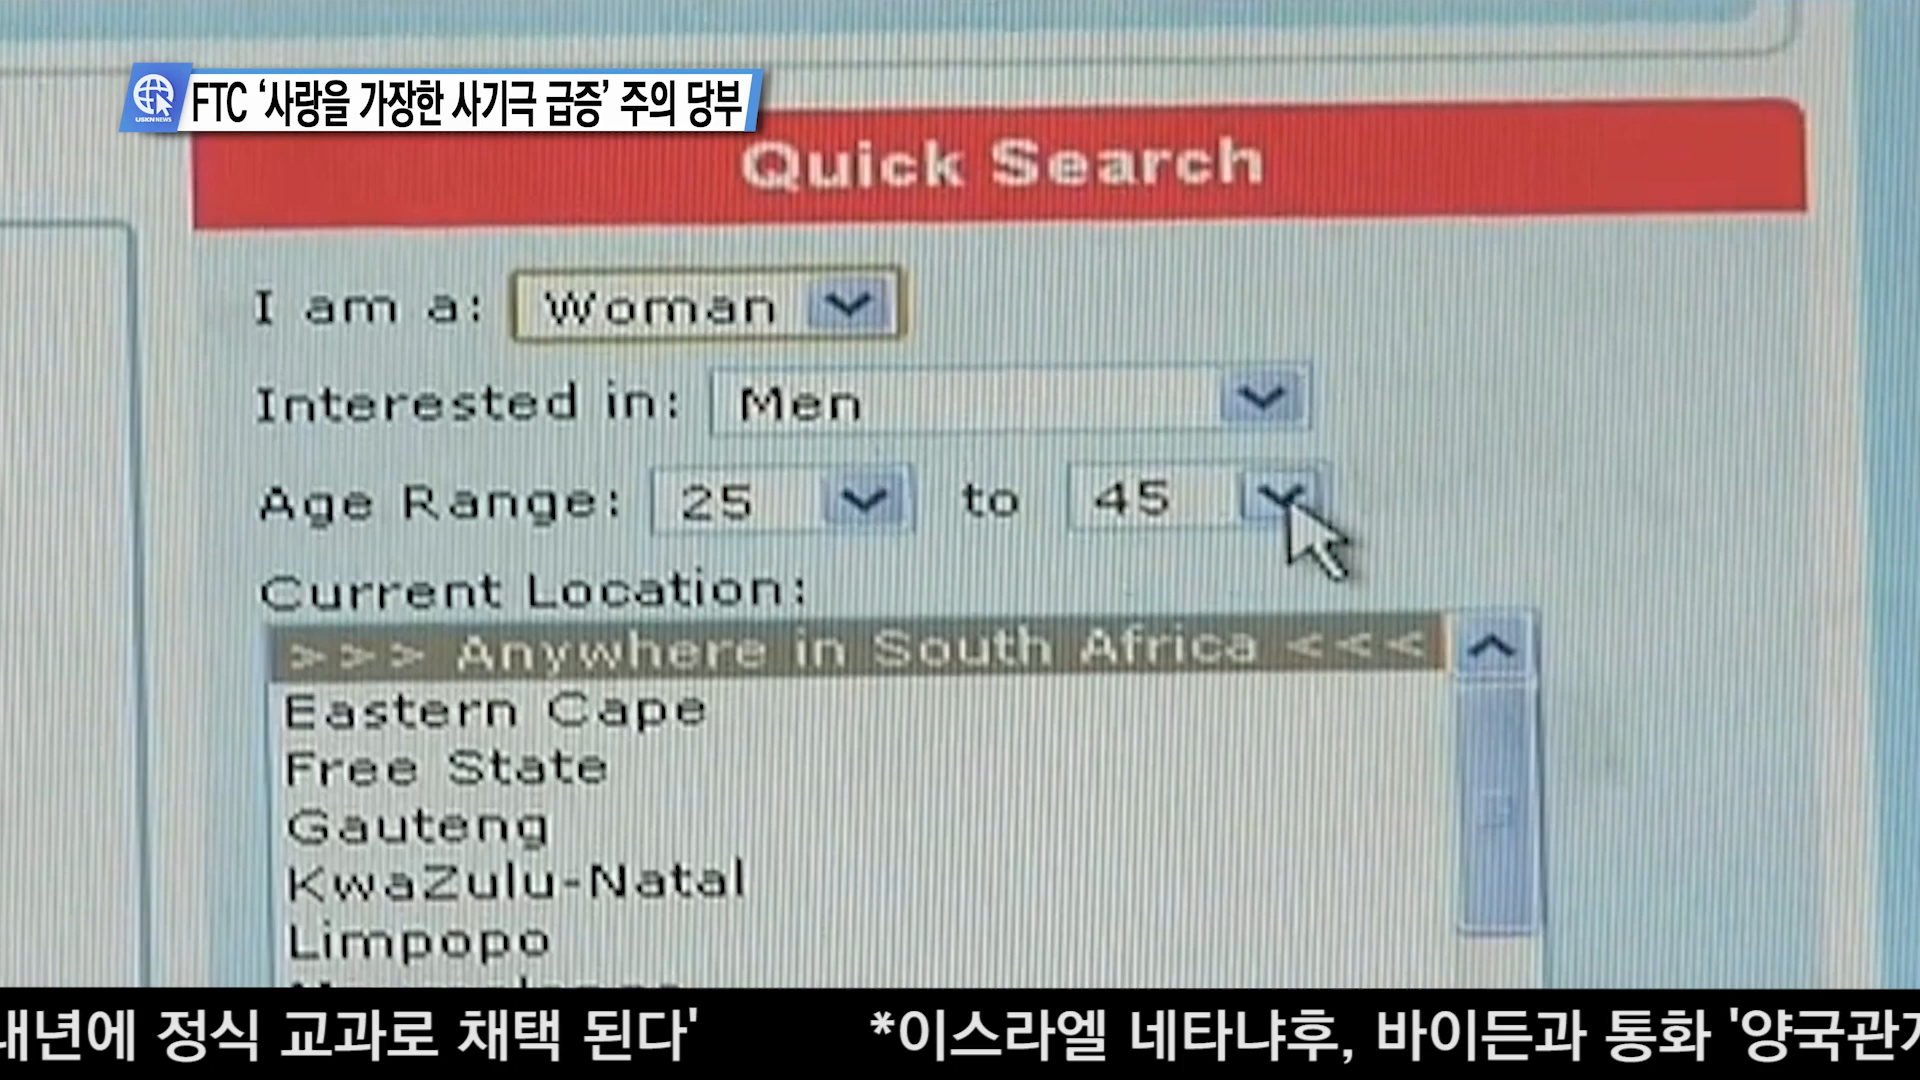 USKN NEWS
FTC ‘사랑을 가장한 사기극 급증’ 주의 당부
Quick Search
I am a: Woman
Interested in: Men
Age Range: 25 to 45
Current Location:
>>> Anywhere in South Africa <<<
Eastern Cape
Free State
Gauteng
KwaZulu-Natal
Limpopo
내년에 정식 교과로 채택 된다' *이스라엘 네타냐후, 바이든과 통화 '양국관